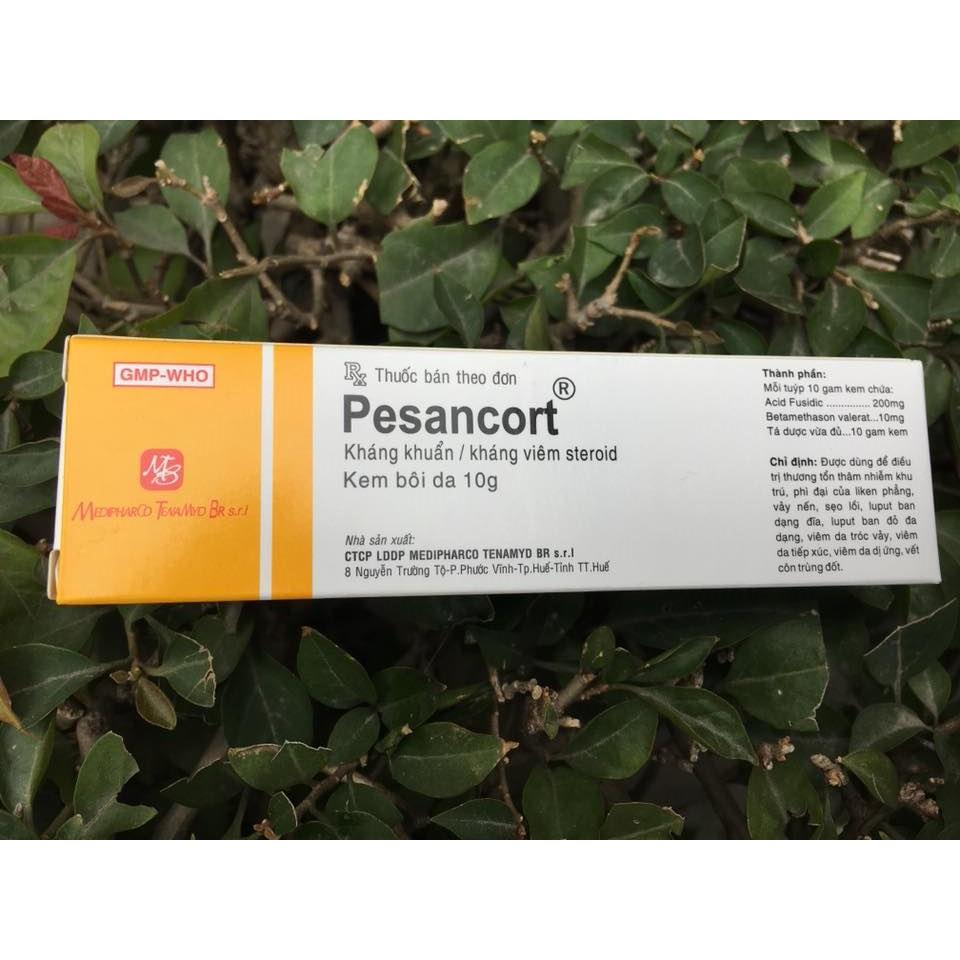 GMP-WHO
MB
MEDIPHARCO TENAMYD BR s.r.l
Rx Thuốc bán theo đơn
Pesancort®
Kháng khuẩn / kháng viêm steroid
Kem bôi da 10g
Nhà sản xuất:
CTCP LDDP MEDIPHARCO TENAMYD BR s.r.l
8 Nguyễn Trường Tộ-P.Phước Vĩnh-Tp.Huế-Tỉnh TT.Huế
Thành phần:
Mỗi tuýp 10 gam kem chứa:
Acid Fusidic ............... 200mg
Betamethason valerat...10mg
Tá dược vừa đủ...10 gam kem
Chỉ định: Được dùng để điều
trị thương tổn thâm nhiễm khu
trú, phì đại của liken phẳng,
vảy nến, sẹo lồi, luput ban
dạng đĩa, luput ban đỏ đa
dạng, viêm da tróc vảy, viêm
da tiếp xúc, viêm da dị ứng, vết
côn trùng đốt.